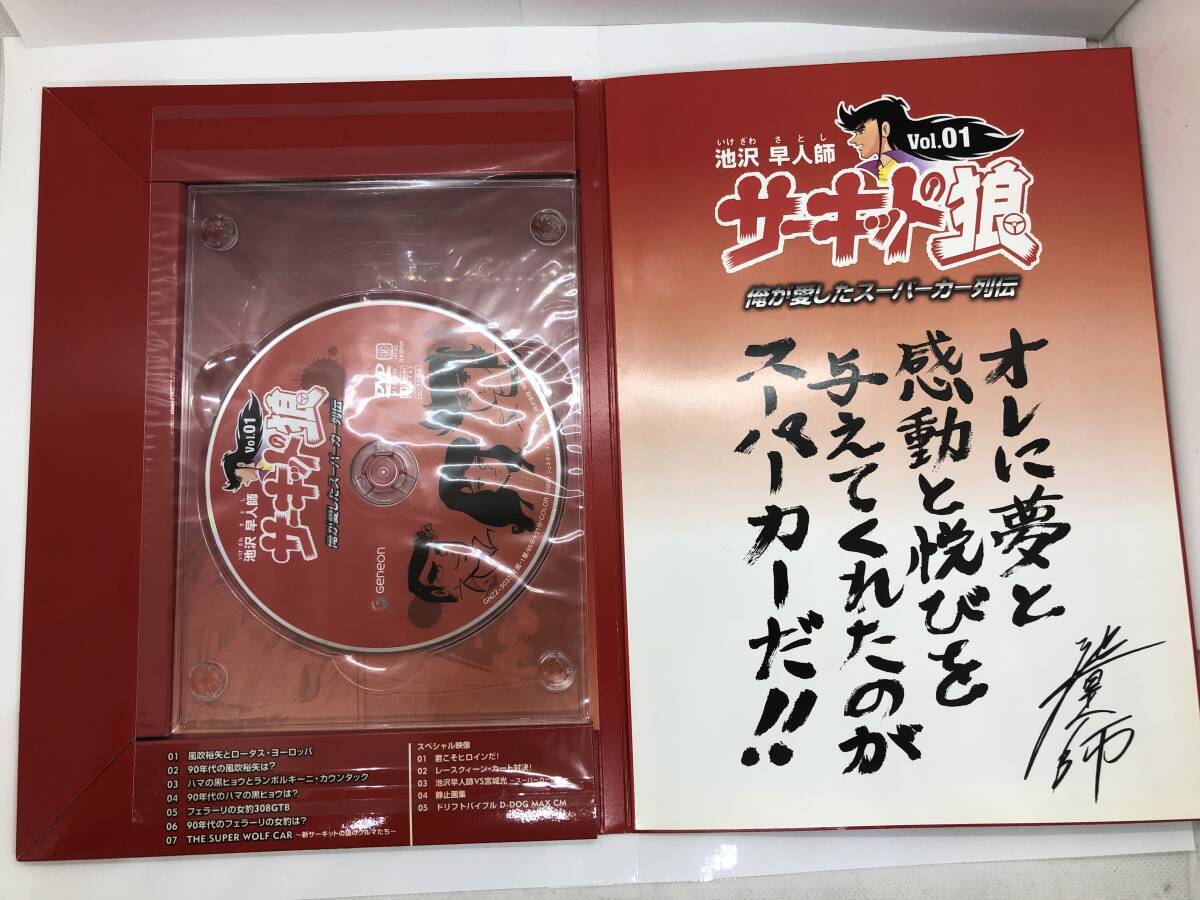 いけざわ さとし
池沢 早人師
Vol.01
サーキットの狼
俺が愛したスーパーカー列伝
オレに夢と
感動と悦びを
与えてくれたのが
スーパーカーだ!!
いけざわ さとし
池沢 早人師
Vol.01
サーキットの狼
俺が愛したスーパーカー列伝
Geneon
01 風吹裕矢とロータス・ヨーロッパ
02 90年代の風吹裕矢は?
03 ハマの黒ヒョウとランボルギーニ・カウンタック
04 90年代のハマの黒ヒョウは?
05 フェラーリの女豹308GTB
06 90年代のフェラーリの女豹は?
07 THE SUPER WOLF CAR ~新サーキットの狼のクルマたち~
スペシャル映像
01 君こそヒロインだ!
02 レースクィーン・カート対決!
03 池沢早人師VS宮城光 ~スーパーカー
04 静止画集
05 ドリフトバイブル D-DOG MAX CM